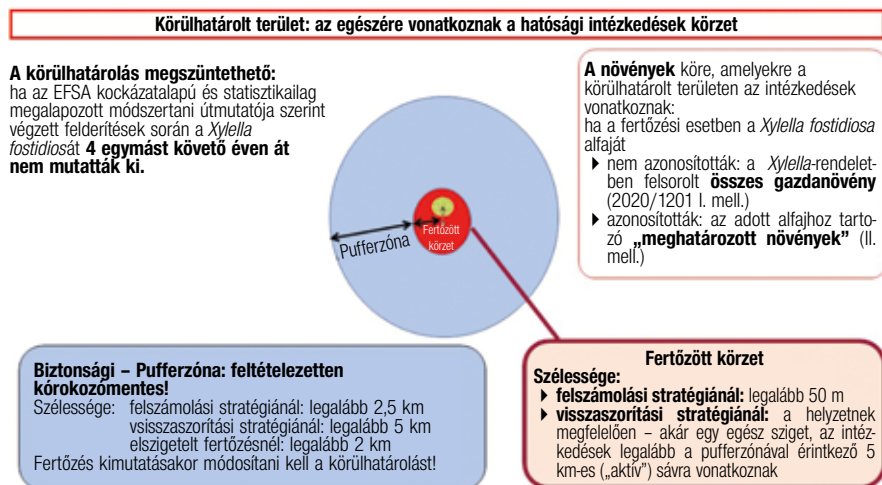 Körülhatárolt terület: az egészére vonatkoznak a hatósági intézkedések körzet
A körülhatárolás megszüntethető:
ha az EFSA kockázatalapú és statisztikailag
megalapozott módszertani útmutatója szerint
végzett felderítések során a Xylella
fostidiosát 4 egymást követő éven át
nem mutatták ki.
A növények köre, amelyekre a
körülhatárolt területen az intézkedések
vonatkoznak:
ha a fertőzési esetben a Xylella fostidiosa
alfaját
▶ nem azonosították: a Xylella-rendelet-
ben felsorolt összes gazdanövény
(2020/1201 I. mell.)
▶ azonosították: az adott alfajhoz tarto-
zó „meghatározott növények” (II.
mell.)
Pufferzóna
Fertőzött
körzet
Biztonsági – Pufferzóna: feltételezetten
kórokozómentes!
Szélessége: felszámolási stratégiánál: legalább 2,5 km
vsisszaszorítási stratégiánál: legalább 5 km
elszigetelt fertőzésnél: legalább 2 km
Fertőzés kimutatásakor módosítani kell a körülhatárolást!
Fertőzött körzet
Szélessége:
▶ felszámolási stratégiánál: legalább 50 m
▶ visszaszorítási stratégiánál: a helyzetnek
megfelelően – akár egy egész sziget, az intéz-
kedések legalább a pufferzónával érintkező 5
km-es („aktív”) sávra vonatkoznak